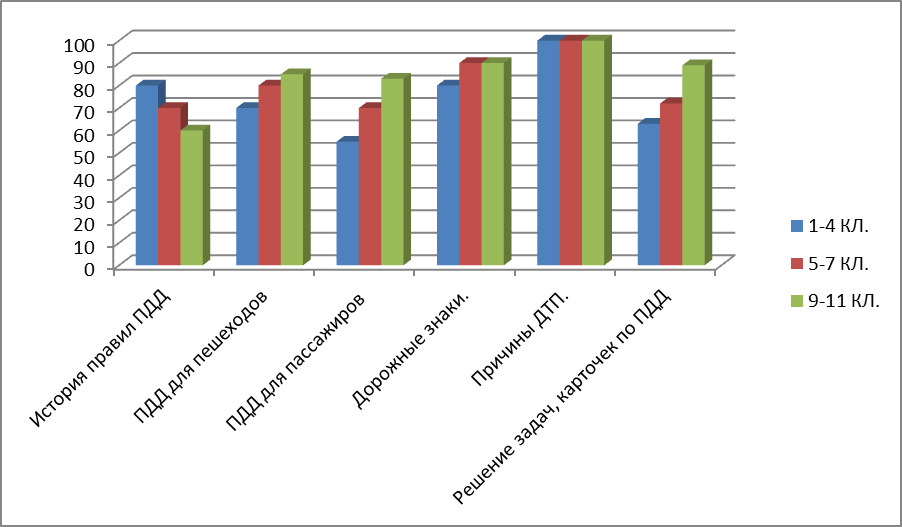 100
90
80
70
60
50
40
30
20
10
0
История правил ПДД
ПДД для пешеходов
ПДД для пассажиров
Дорожные знаки.
Причины ДТП.
Решение задач, карточек по ПДД
1-4 КЛ.
5-7 КЛ.
9-11 КЛ.